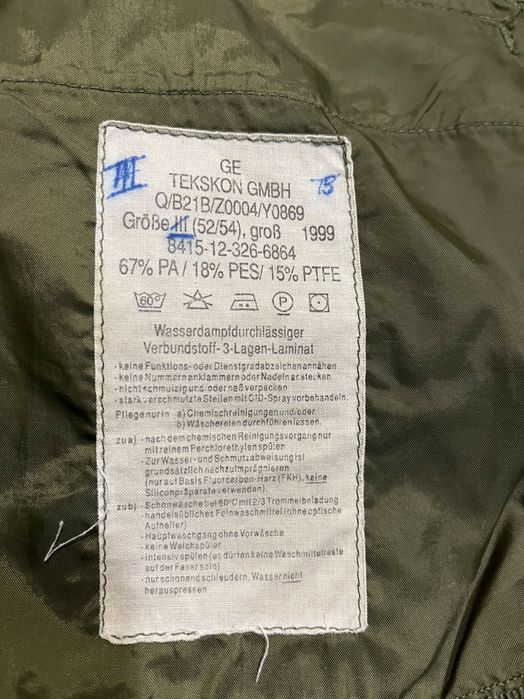 III
GE
TEKSKON GMBH
Q/B21B/Z0004/Y0869
Größe III (52/54), groß 1999
8415-12-326-6864
67% PA / 18% PES/ 15% PTFE
60° P
Wasserdampfdurchlässiger
Verbundstoff-3-Lagen-Laminat
-keine Funktions-oder Dienstgradabzeichen annähen
-keine Nummern anklammern oder Nadeln anstecken
-nicht schmutzig und/oder naß verpacken
-stark verschmutzte Stellen mit C/D-Spray vorbehandeln.
Pflege nur in a) Chemischreinigungen und/oder
b) Wäschereien durchführen lassen.
zu a) -nach dem chemischen Reinigungsvorgang nur
mit reinem Perchlorethylen spülen
-Zur Wasser-und Schmutzabweisung ist
grundsätzlich nachzuimprägnieren
(nur auf Basis Fluorcarbon-Harz (FKH), keine
Siliconpräparate verwenden).
zu b) -Schonwäsche bei 60°C mit 2/3 Trommelbeladung
-handelsübliches Feinwaschmittel (ohne optische
Aufheller)
-Hauptwaschgang ohne Vorwäsche
-keine Weichspüler
-intensiv spülen (es dürfen keine Waschmittelreste
auf der Faser sein)
-nur schonend schleudern, Wasser nicht
herauspressen